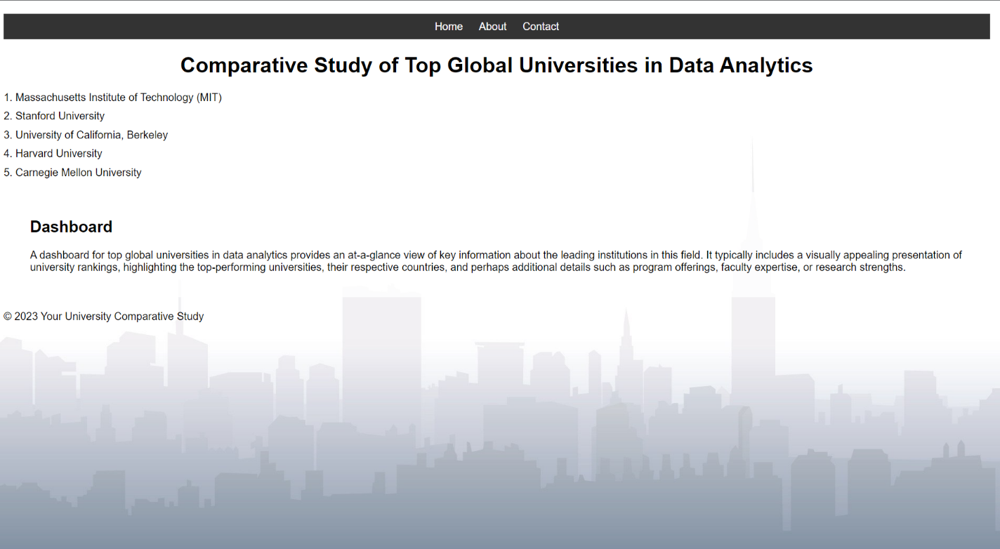 Home About Contact
Comparative Study of Top Global Universities in Data Analytics
1. Massachusetts Institute of Technology (MIT)
2. Stanford University
3. University of California, Berkeley
4. Harvard University
5. Carnegie Mellon University
Dashboard
A dashboard for top global universities in data analytics provides an at-a-glance view of key information about the leading institutions in this field. It typically includes a visually appealing presentation of
university rankings, highlighting the top-performing universities, their respective countries, and perhaps additional details such as program offerings, faculty expertise, or research strengths.
© 2023 Your University Comparative Study